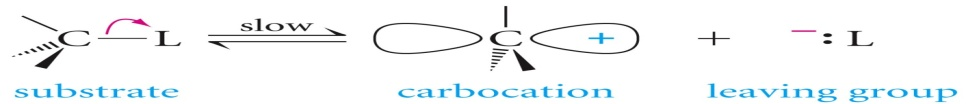 C — L slow C + + − : L
substrate carbocation leaving group